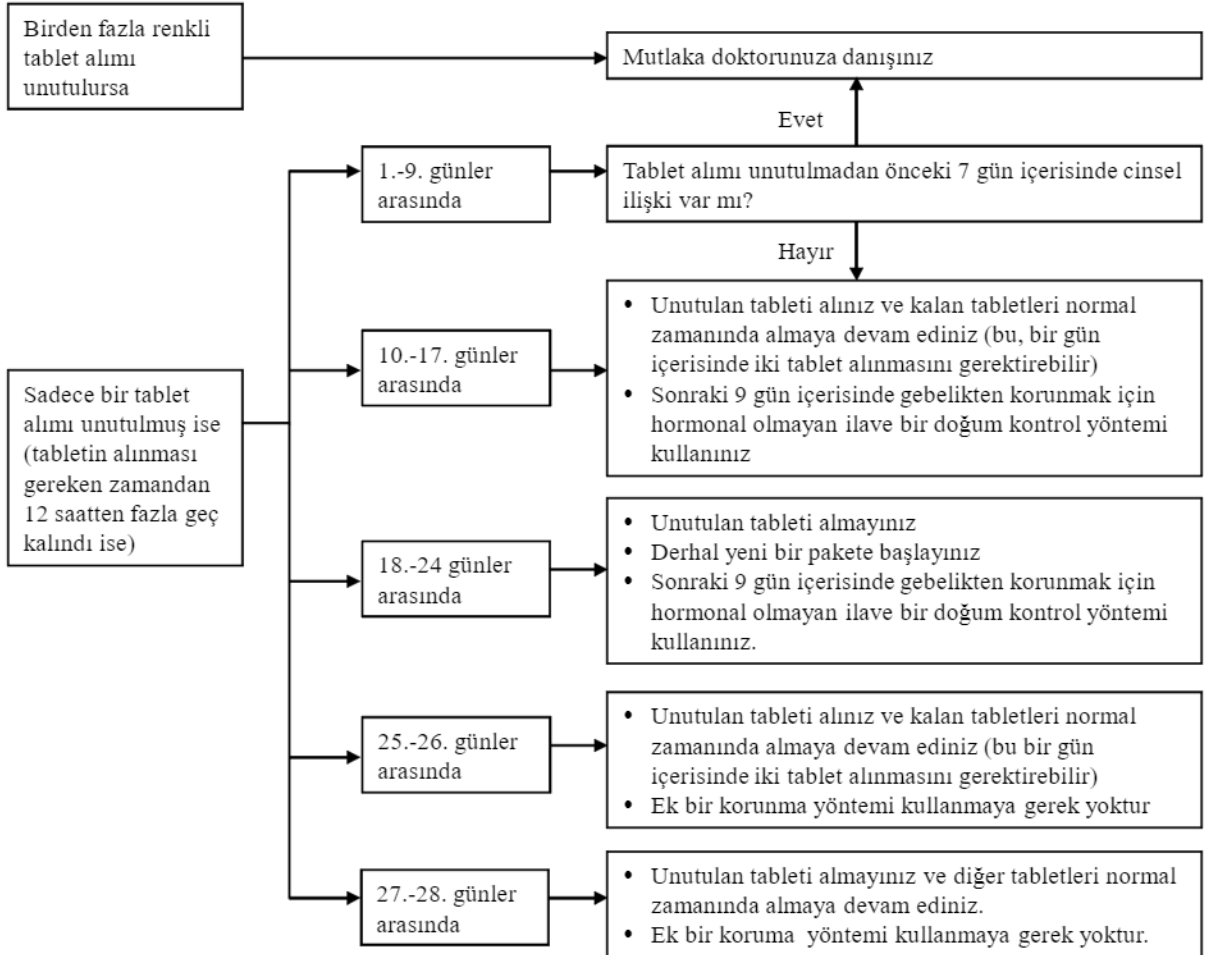 Birden fazla renkli
tablet alımı
unutulursa
Mutlaka doktorunuza danışınız
Evet
1.-9. günler
arasında
Tablet alımı unutulmadan önceki 7 gün içerisinde cinsel
ilişki var mı?
Hayır
Sadece bir tablet
alımı unutulmuş ise
(tabletin alınması
gereken zamandan
12 saatten fazla geç
kalındı ise)
10.-17. günler
arasında
• Unutulan tableti alınız ve kalan tabletleri normal
zamanında almaya devam ediniz (bu, bir gün
içerisinde iki tablet alınmasını gerektirebilir)
• Sonraki 9 gün içerisinde gebelikten korunmak için
hormonal olmayan ilave bir doğum kontrol yöntemi
kullanınız
18.-24 günler
arasında
• Unutulan tableti almayınız
• Derhal yeni bir pakete başlayınız
• Sonraki 9 gün içerisinde gebelikten korunmak için
hormonal olmayan ilave bir doğum kontrol yöntemi
kullanınız.
25.-26. günler
arasında
• Unutulan tableti alınız ve kalan tabletleri normal
zamanında almaya devam ediniz (bu bir gün
içerisinde iki tablet alınmasını gerektirebilir)
• Ek bir korunma yöntemi kullanmaya gerek yoktur
27.-28. günler
arasında
• Unutulan tableti almayınız ve diğer tabletleri normal
zamanında almaya devam ediniz.
• Ek bir koruma yöntemi kullanmaya gerek yoktur.